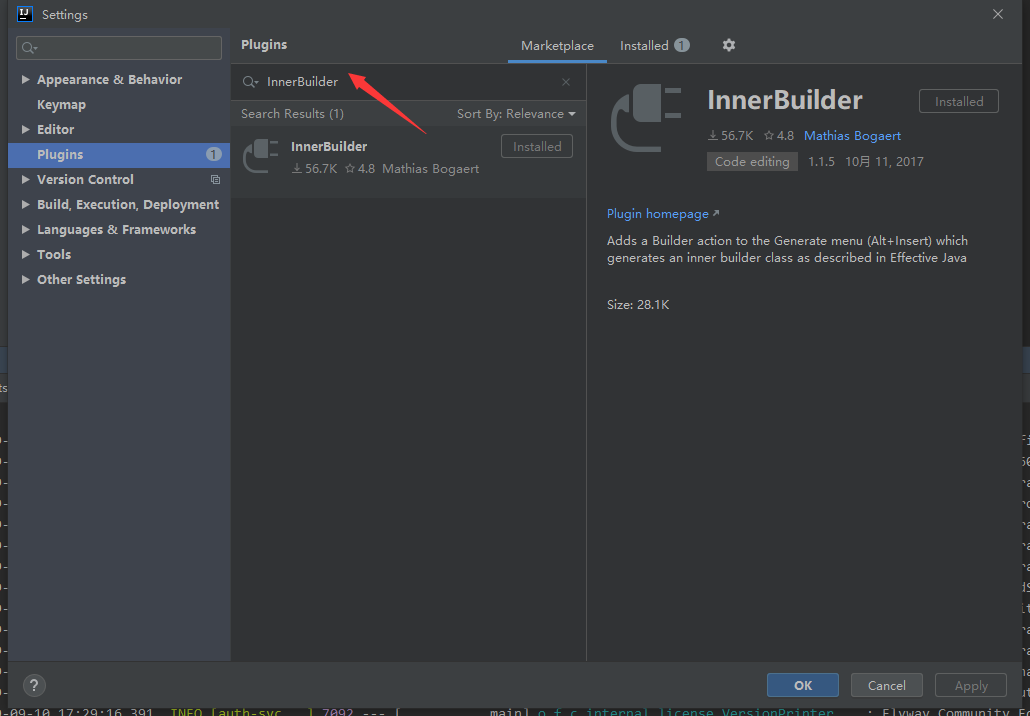 Settings
Plugins
Marketplace
Installed 1
Appearance & Behavior
Keymap
Editor
Plugins 1
Version Control
Build, Execution, Deployment
Languages & Frameworks
Tools
Other Settings
InnerBuilder
Search Results (1)
Sort By: Relevance
InnerBuilder
Installed
56.7K 4.8 Mathias Bogaert
InnerBuilder
Installed
56.7K 4.8 Mathias Bogaert
Code editing 1.1.5 10月 11, 2017
Plugin homepage
Adds a Builder action to the Generate menu (Alt+Insert) which
generates an inner builder class as described in Effective Java
Size: 28.1K
?
OK
Cancel
Apply
-09-10 17:29:16.391 INFO [auth-svc,,,] 7092 --- [ main] o.f.c.internal.license.VersionPrinter : Flyway Community